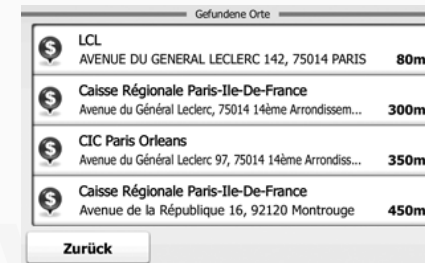 Gefundene Orte
LCL
AVENUE DU GENERAL LECLERC 142, 75014 PARIS 80m
Caisse Régionale Paris-Ile-De-France
Avenue du Général Leclerc, 75014 14ème Arrondissem... 300m
CIC Paris Orleans
Avenue du Général Leclerc 97, 75014 14ème Arrondiss... 350m
Caisse Régionale Paris-Ile-De-France
Avenue de la République 16, 92120 Montrouge 450m
Zurück